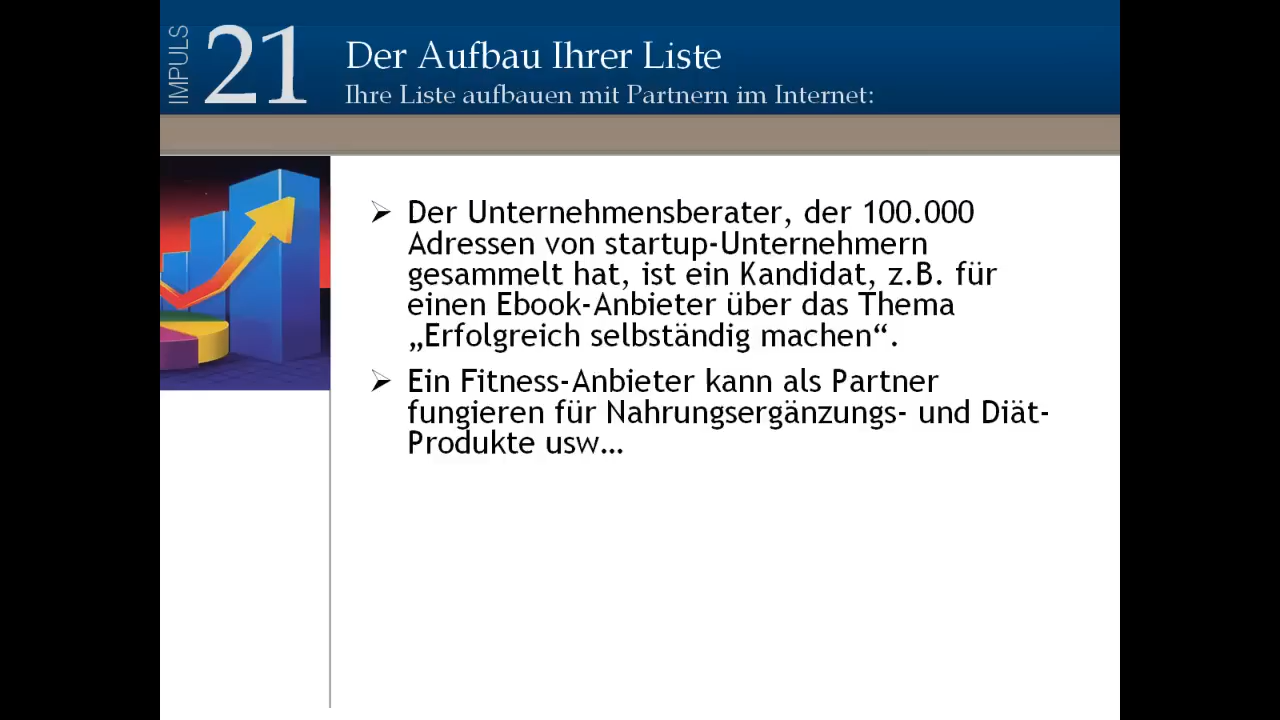 IMPULS
21
Der Aufbau Ihrer Liste
Ihre Liste aufbauen mit Partnern im Internet:
Der Unternehmensberater, der 100.000
Adressen von startup-Unternehmern
gesammelt hat, ist ein Kandidat, z.B. für
einen Ebook-Anbieter über das Thema
„Erfolgreich selbständig machen“.
Ein Fitness-Anbieter kann als Partner
fungieren für Nahrungsergänzungs- und Diät-
Produkte usw…